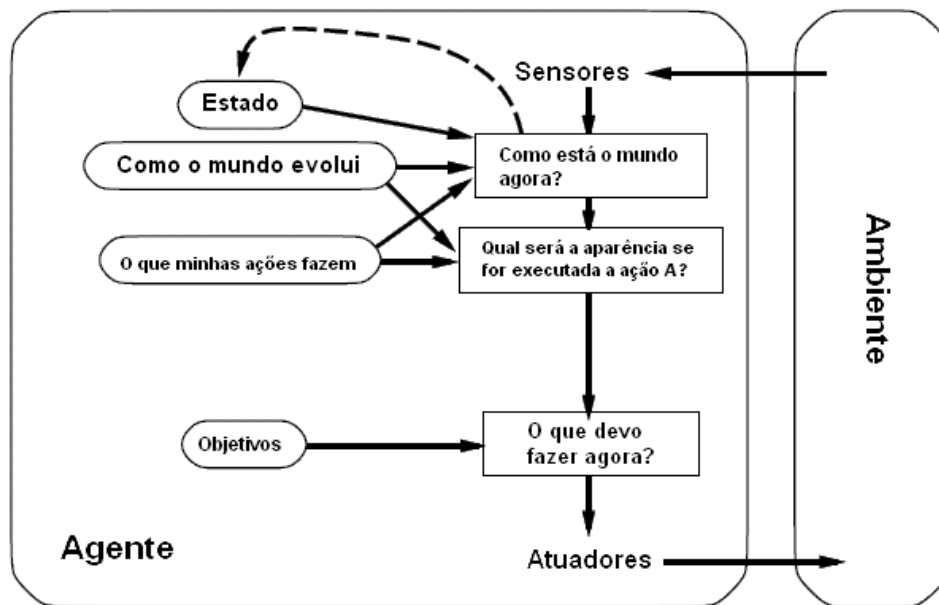 Sensores
Estado
Como o mundo evolui
Como está o mundo
agora?
O que minhas ações fazem
Qual será a aparência se
for executada a ação A?
Objetivos
O que devo
fazer agora?
Agente
Atuadores
Ambiente